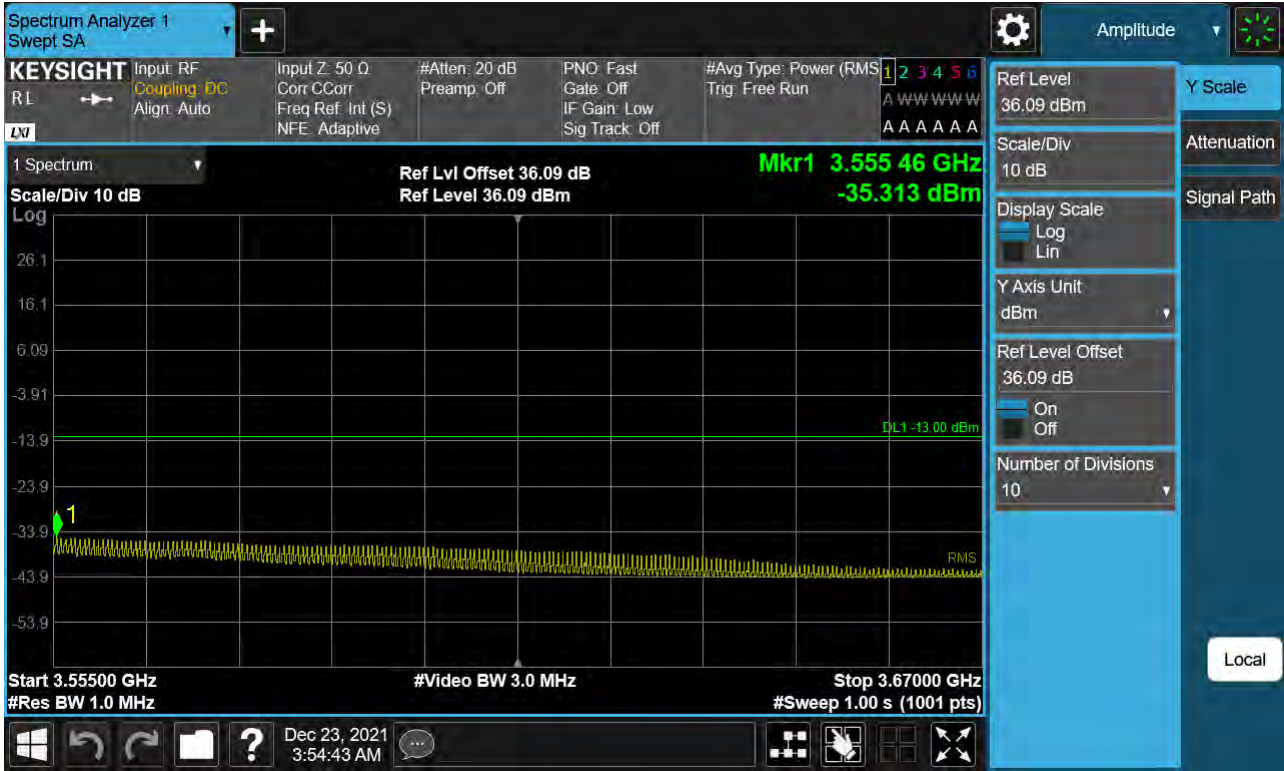 Spectrum Analyzer 1
Swept SA
+
Amplitude
KEYSIGHT
RL
LXI
Input: RF
Coupling: DC
Align: Auto
Input Z: 50 Ω
Corr CCorr
Freq Ref: Int (S)
NFE: Adaptive
#Atten: 20 dB
Preamp: Off
PNO: Fast
Gate: Off
IF Gain: Low
Sig Track: Off
#Avg Type: Power (RMS
Trig: Free Run
1 2 3 4 5 6
A W W W W W
A A A A A A
1 Spectrum
Scale/Div 10 dB
Log
Ref Lvl Offset 36.09 dB
Ref Level 36.09 dBm
Mkr1 3.555 46 GHz
-35.313 dBm
26.1
16.1
6.09
-3.91
DL1 -13.00 dBm
-13.9
-23.9
1
-33.9
RMS
-43.9
-53.9
Start 3.55500 GHz
#Res BW 1.0 MHz
#Video BW 3.0 MHz
Stop 3.67000 GHz
#Sweep 1.00 s (1001 pts)
?
Dec 23, 2021
3:54:43 AM
Ref Level
36.09 dBm
Scale/Div
10 dB
Display Scale
Log
Lin
Y Axis Unit
dBm
Ref Level Offset
36.09 dB
On
Off
Number of Divisions
10
Y Scale
Attenuation
Signal Path
Local